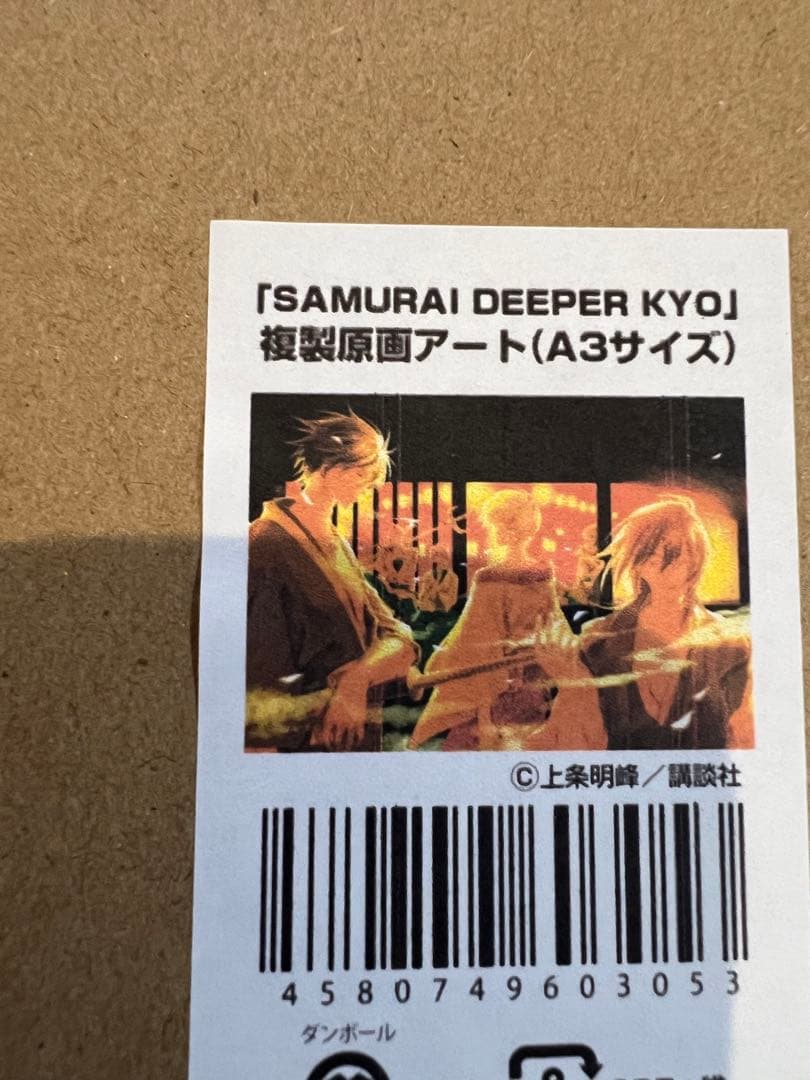 「SAMURAI DEEPER KYO」
複製原画アート(A3サイズ)
©上条明峰／講談社
4580749603053
ダンボール